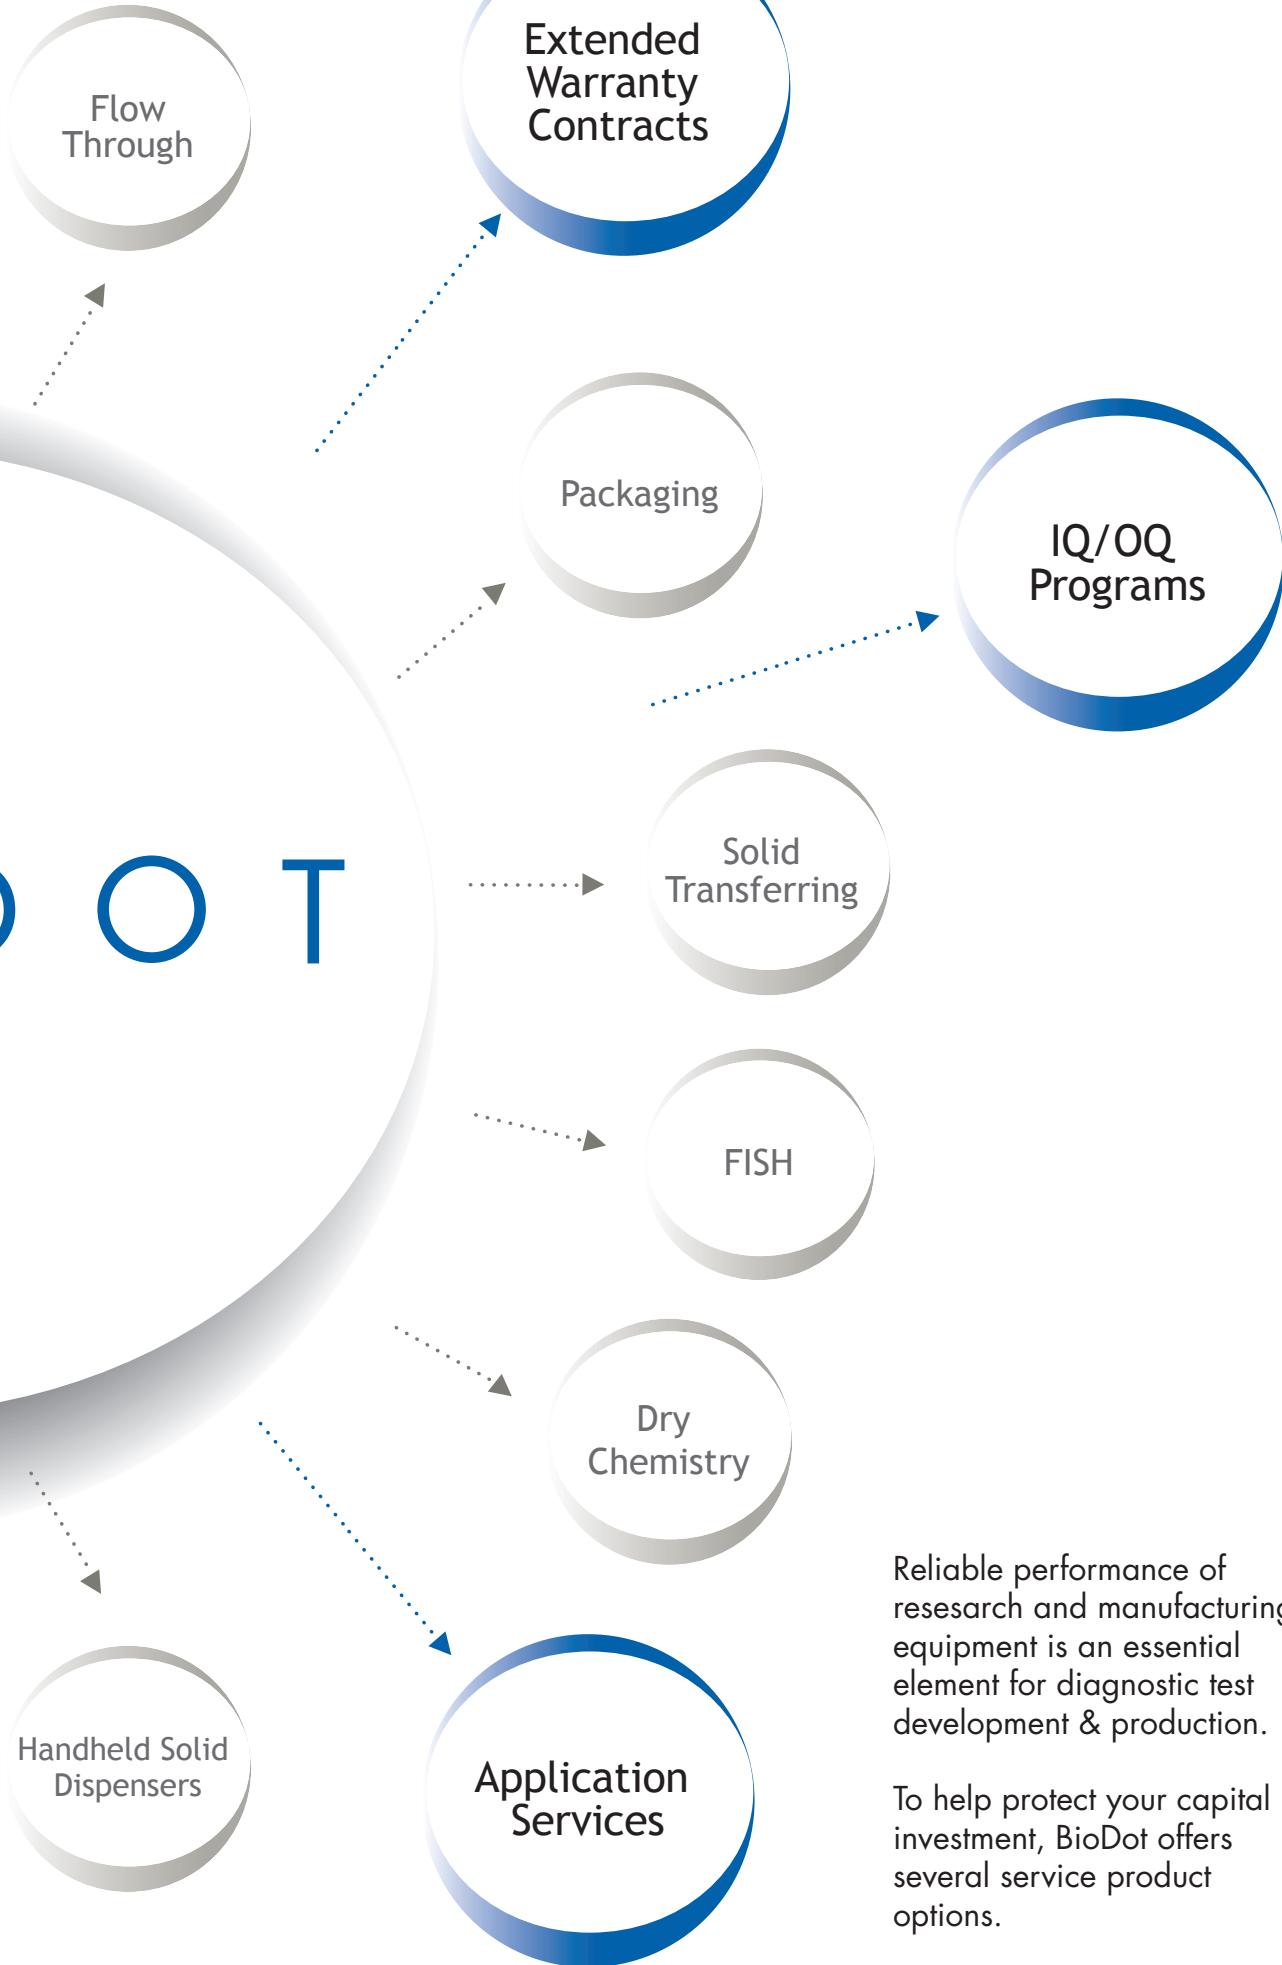 Extended
Warranty
Contracts
Flow
Through
Packaging
IQ/OQ
Programs
Solid
Transferring
OT
FISH
Dry
Chemistry
Reliable performance of
resesarch and manufacturing
equipment is an essential
element for diagnostic test
development & production.
Handheld Solid
Dispensers
Application
Services
To help protect your capital
investment, BioDot offers
several service product
options.